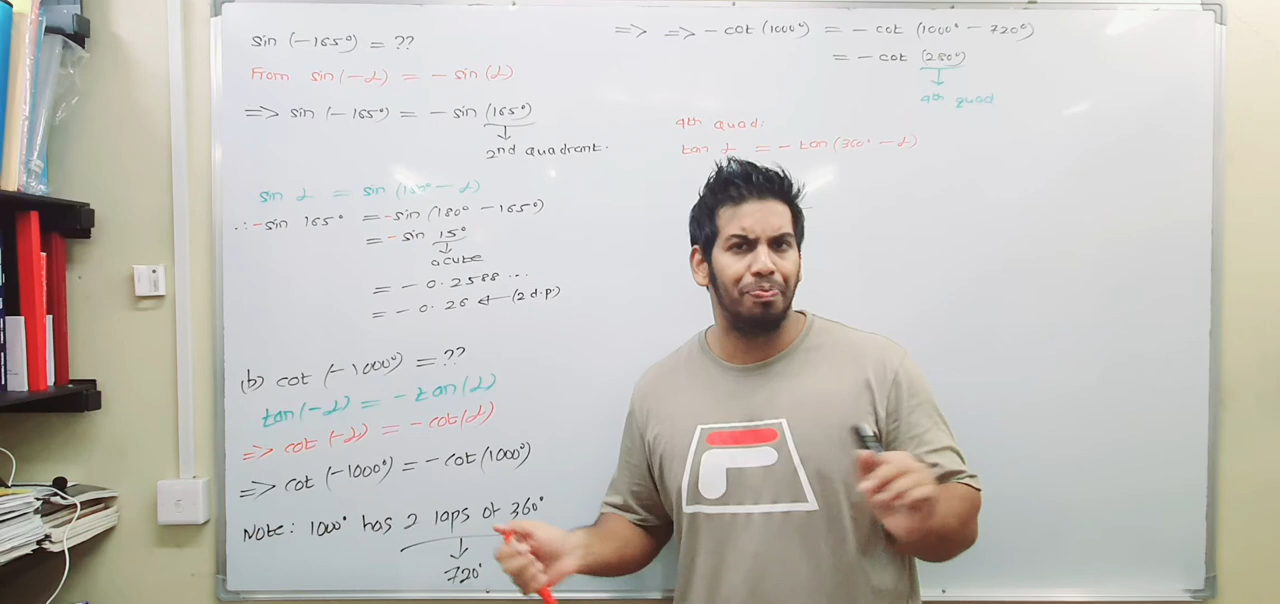 sin (-165°) = ??
From sin(-α) = - sin (α)
=> sin (-165°) = - sin (165°)
2nd quadrant.
sin α = sin (180° - α)
∴ -sin 165° = -sin (180° - 165°)
= - sin 15°
acute
= - 0.2588 ...
= - 0.26 ← (2 d.p.)
(b) cot (-1000°) = ??
tan(-α) = - tan(α)
=> cot (-α) = - cot(α)
=> cot (-1000°) = - cot (1000°)
Note: 1000° has 2 laps of 360°
720°
=> => - cot (1000°) = - cot (1000° - 720°)
= - cot (280°)
4th quad
4th quad:
tan α = - tan (360° - α)